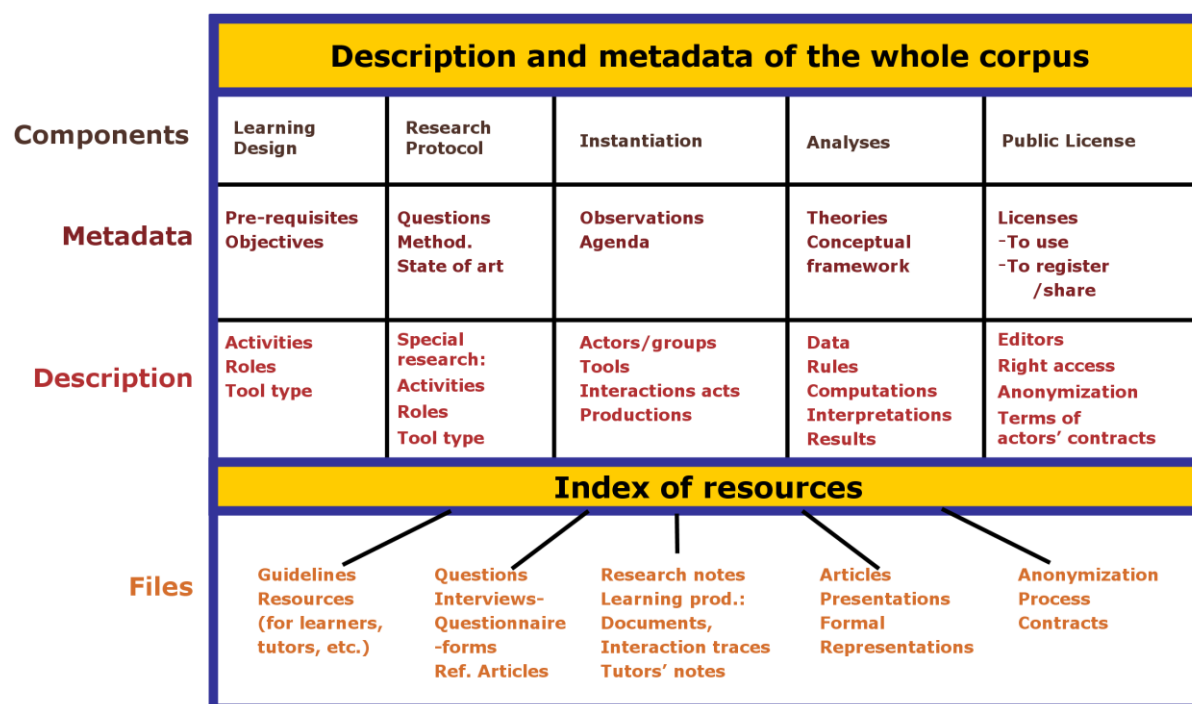 Description and metadata of the whole corpus
Components
Learning
Design
Research
Protocol
Instantiation
Analyses
Public License
Metadata
Pre-requisites
Objectives
Questions
Method.
State of art
Observations
Agenda
Theories
Conceptual
framework
Licenses
-To use
-To register
/share
Description
Activities
Roles
Tool type
Special
research:
Activities
Roles
Tool type
Actors/groups
Tools
Interactions acts
Productions
Data
Rules
Computations
Interpretations
Results
Editors
Right access
Anonymization
Terms of
actors' contracts
Index of resources
Files
Guidelines
Resources
(for learners,
tutors, etc.)
Questions
Interviews-
Questionnaire
-forms
Ref. Articles
Research notes
Learning prod.:
Documents,
Interaction traces
Tutors' notes
Articles
Presentations
Formal
Representations
Anonymization
Process
Contracts